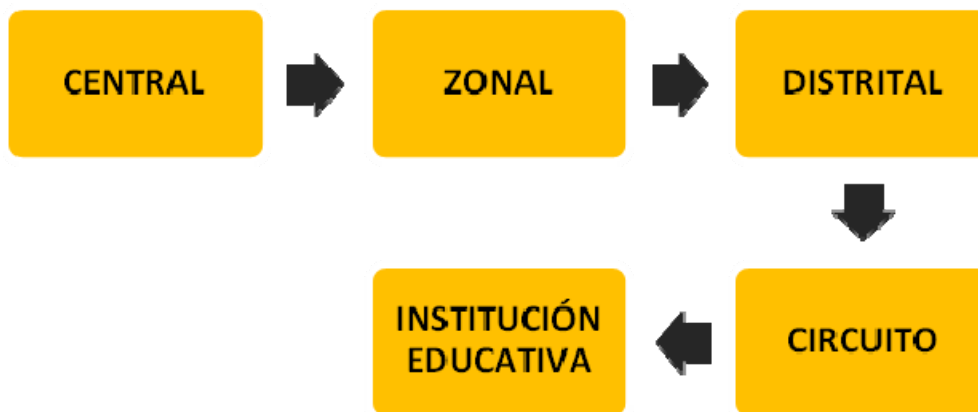 CENTRAL
ZONAL
DISTRITAL
CIRCUITO
INSTITUCIÓN
EDUCATIVA